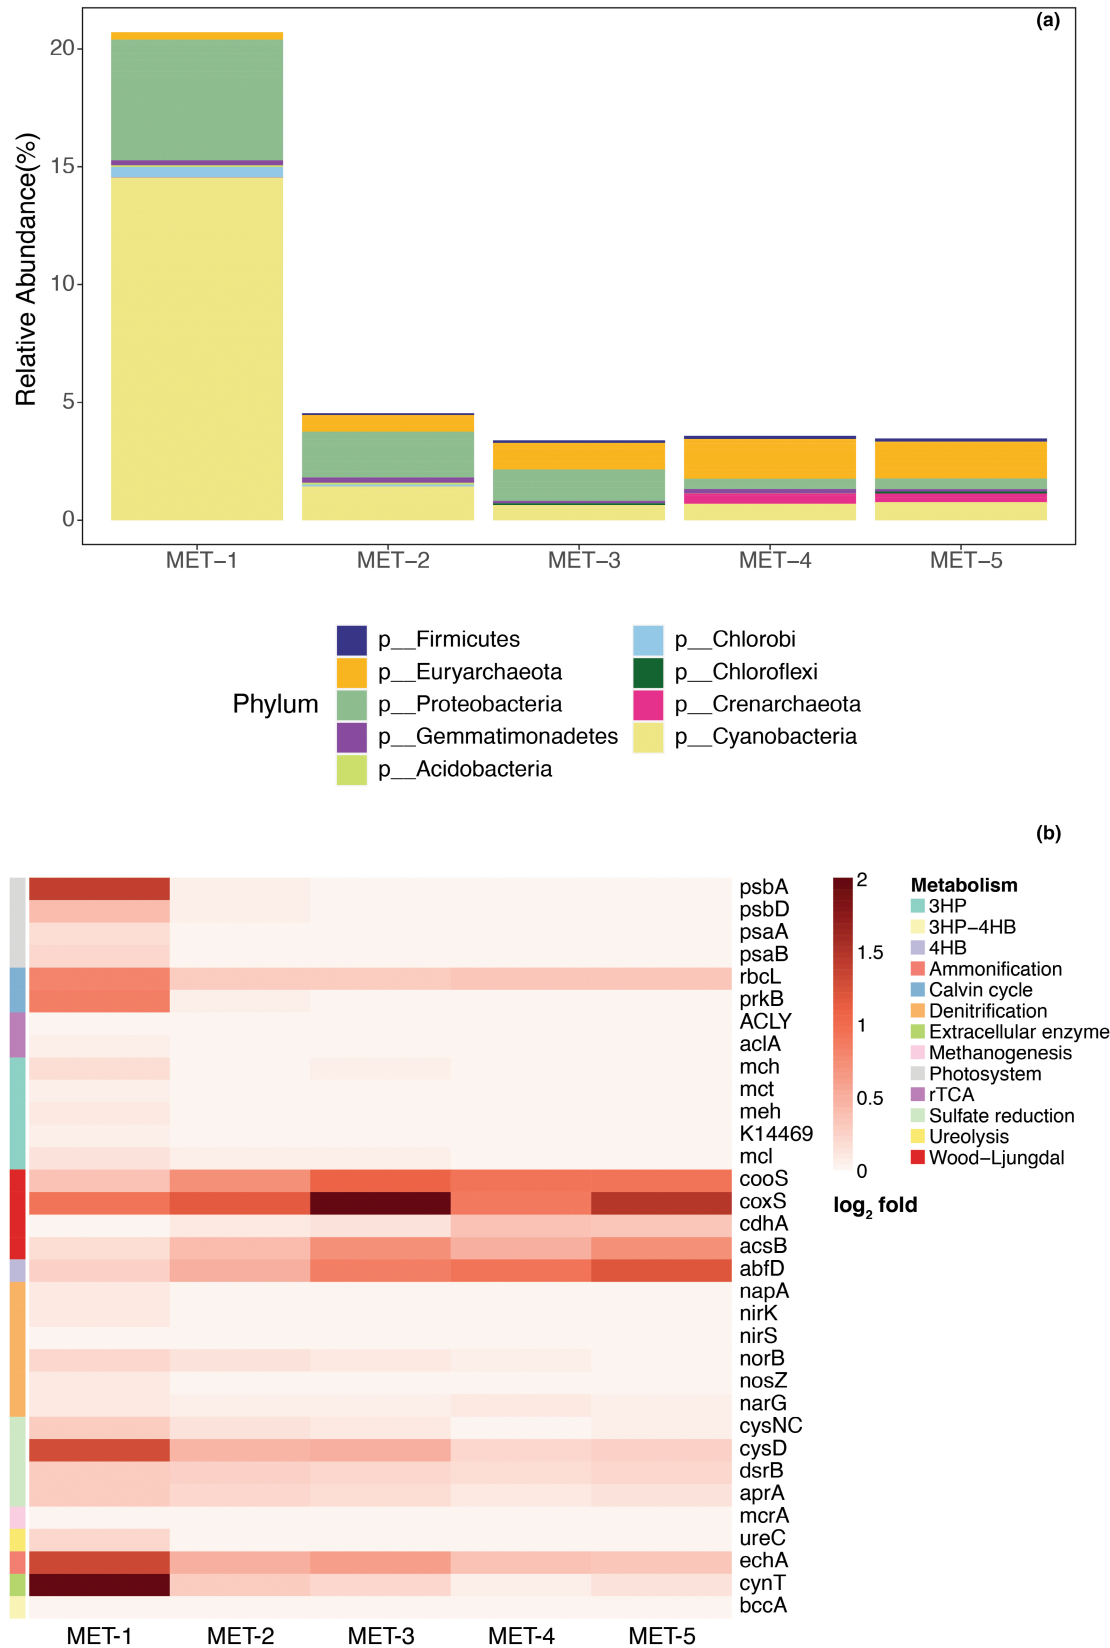 (a)
Relative Abundance(%)
20
15
10
5
0
MET−1 MET−2 MET−3 MET−4 MET−5
Phylum
p__Firmicutes
p__Euryarchaeota
p__Proteobacteria
p__Gemmatimonadetes
p__Acidobacteria
p__Chlorobi
p__Chloroflexi
p__Crenarchaeota
p__Cyanobacteria
(b)
psbA
psbD
psaA
psaB
rbcL
prkB
ACLY
aclA
mch
mct
meh
K14469
mcl
cooS
coxS
cdhA
acsB
abfD
napA
nirK
nirS
norB
nosZ
narG
cysNC
cysD
dsrB
aprA
mcrA
ureC
echA
cynT
bccA
MET-1 MET-2 MET-3 MET-4 MET-5
2
1.5
1
0.5
0
log2 fold
Metabolism
3HP
3HP−4HB
4HB
Ammonification
Calvin cycle
Denitrification
Extracellular enzyme
Methanogenesis
Photosystem
rTCA
Sulfate reduction
Ureolysis
Wood−Ljungdal